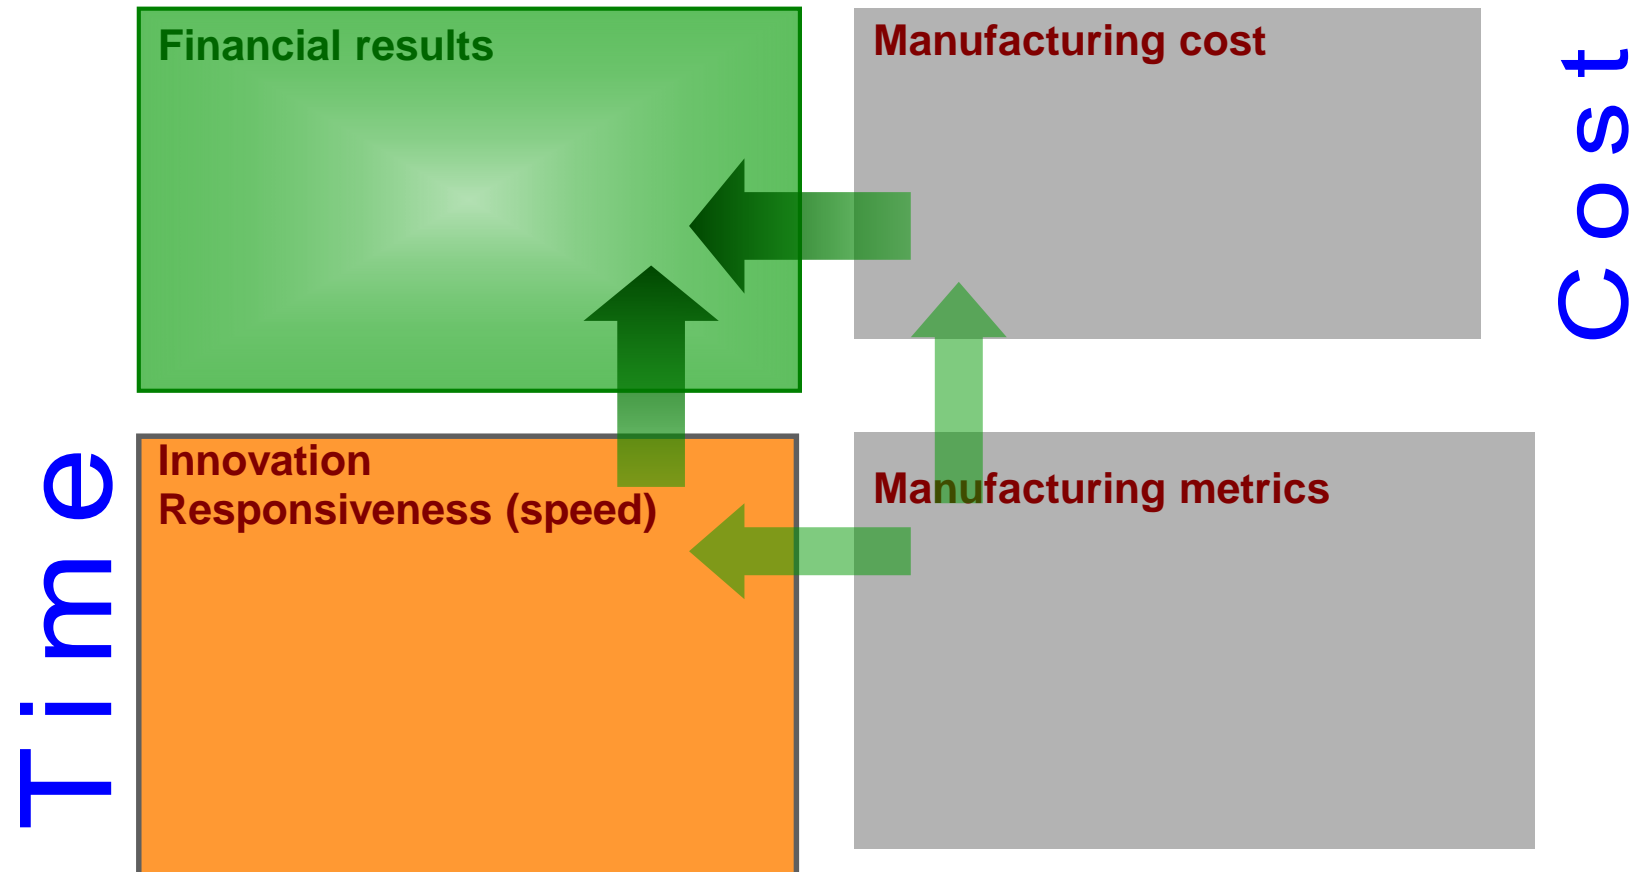 Financial results
Manufacturing cost
Cost
Time
Innovation
Responsiveness (speed)
Manufacturing metrics